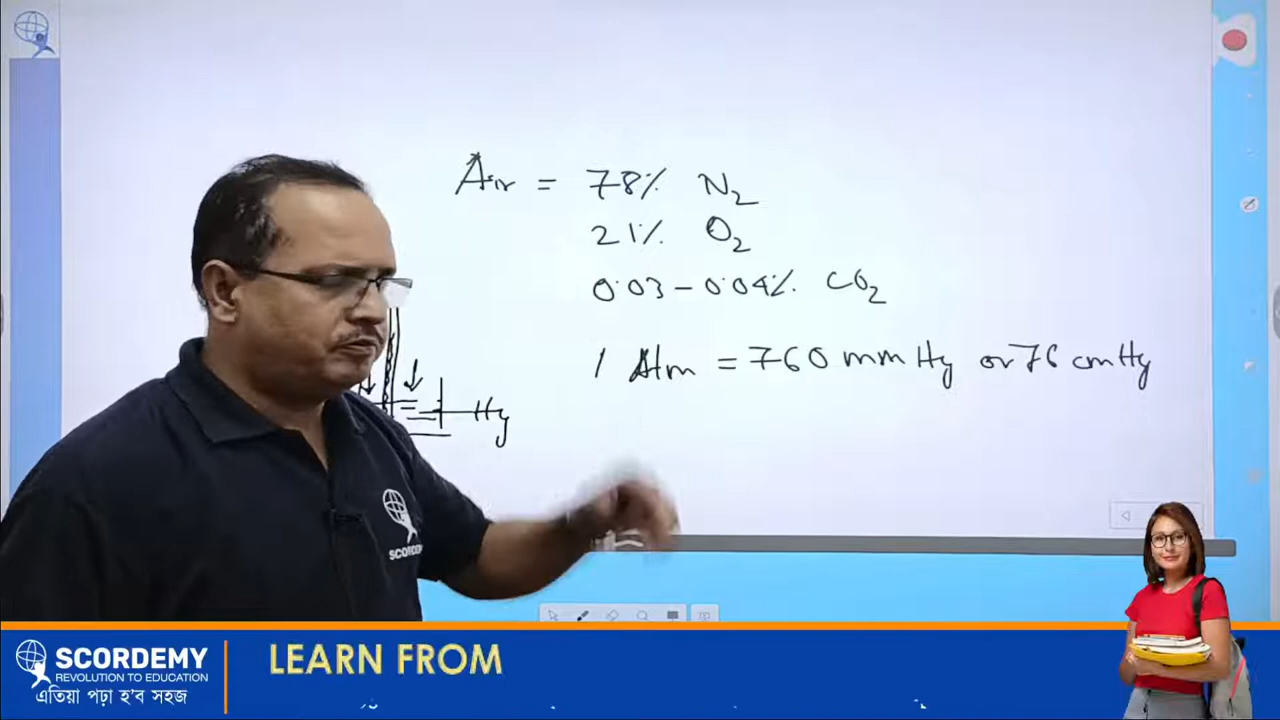 Air = 78% N2
21% O2
0.03 - 0.04% CO2
1 Atm = 760 mm Hg or 76 cm Hg
Hg
SCORDEMY
REVOLUTION TO EDUCATION
এতিয়া পঢ়া হ'ব সহজ
LEARN FROM